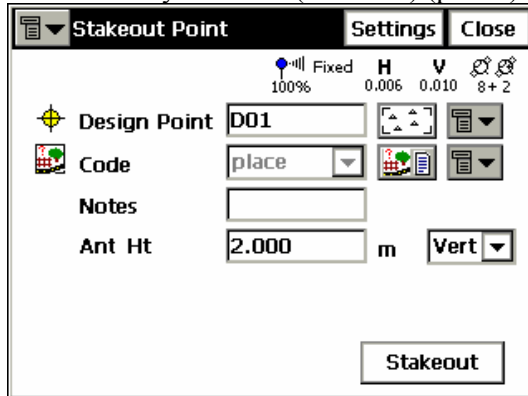 Stakeout Point Settings Close
Fixed H V
100% 0.006 0.010 8+2
Design Point D01
Code place
Notes
Ant Ht 2.000 m Vert
Stakeout